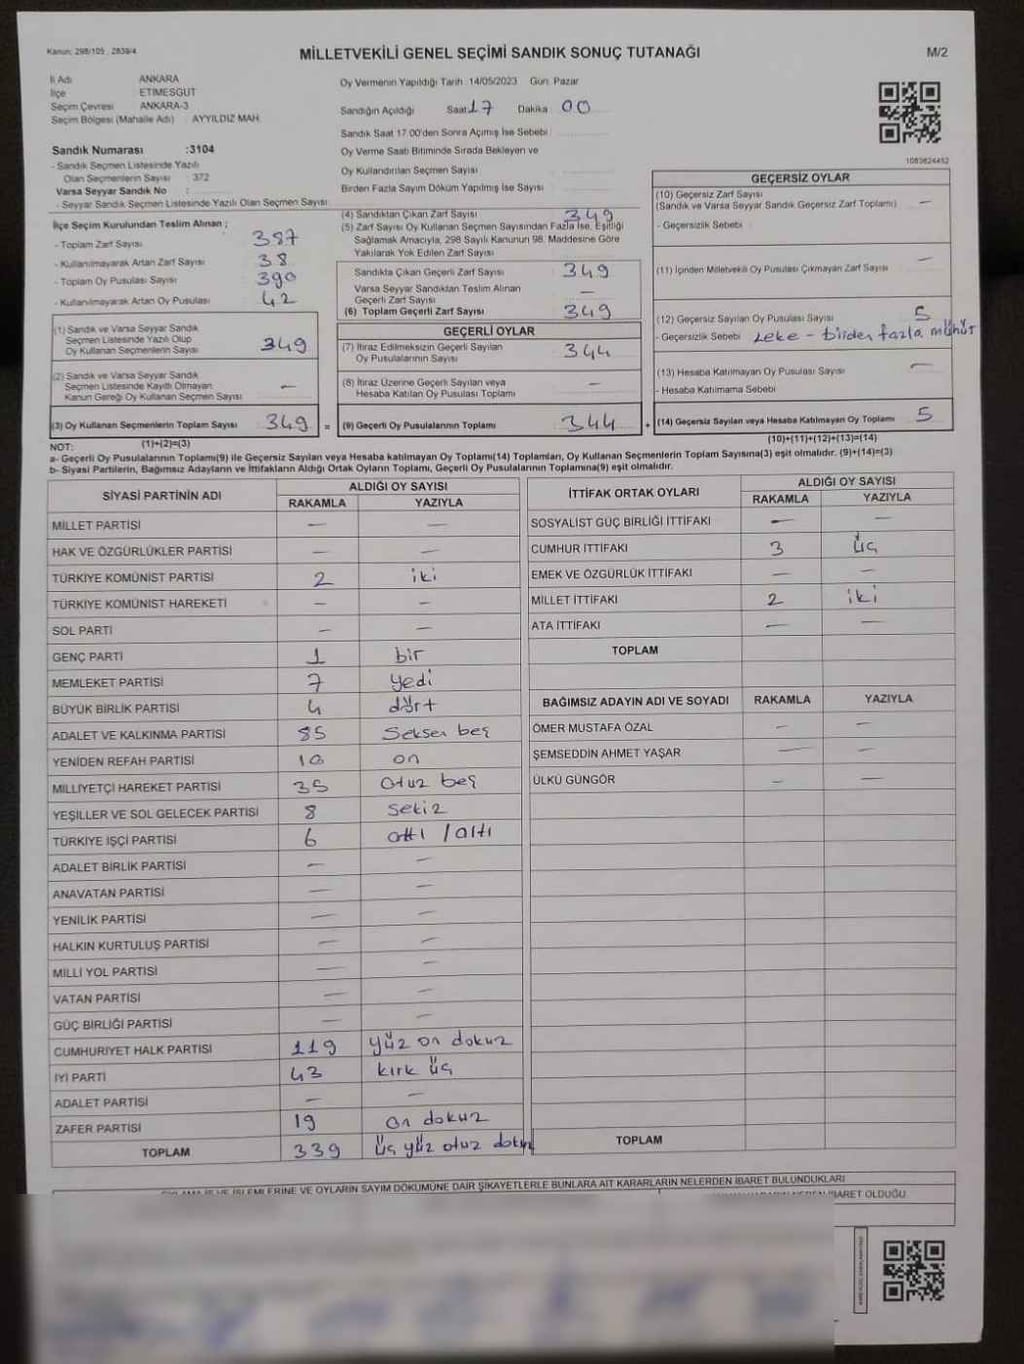 Kanun: 298/105 , 2839/4
MİLLETVEKİLİ GENEL SEÇİMİ SANDIK SONUÇ TUTANAĞI
M/2
İl Adı ANKARA
İlçe ETİMESGUT
Seçim Çevresi ANKARA-3
Seçim Bölgesi (Mahalle Adı) : AYYILDIZ MAH.
Oy Vermenin Yapıldığı Tarih : 14/05/2023 Gün: Pazar
Sandığın Açıldığı Saat 17 Dakika 00
Sandık Saat 17.00'den Sonra Açılmış İse Sebebi
Oy Verme Saati Bitiminde Sırada Bekleyen ve
Oy Kullandırılan Seçmen Sayısı
Birden Fazla Sayım Döküm Yapılmış İse Sayısı
1083624452
Sandık Numarası :3104
- Sandık Seçmen Listesinde Yazılı
Olan Seçmenlerin Sayısı : 372
Varsa Seyyar Sandık No :
- Seyyar Sandık Seçmen Listesinde Yazılı Olan Seçmen Sayısı:
İlçe Seçim Kurulundan Teslim Alınan ;
- Toplam Zarf Sayısı 387
- Kullanılmayarak Artan Zarf Sayısı 38
- Toplam Oy Pusulası Sayısı 390
- Kullanılmayarak Artan Oy Pusulası 42
(1) Sandık ve Varsa Seyyar Sandık
Seçmen Listesinde Yazılı Olup
Oy Kullanan Seçmenlerin Sayısı 349
(2) Sandık ve Varsa Seyyar Sandık
Seçmen Listesinde Kayıtlı Olmayan
Kanun Gereği Oy Kullanan Seçmen Sayısı —
(3) Oy Kullanan Seçmenlerin Toplam Sayısı 349 =
(1)+(2)=(3)
(4) Sandıktan Çıkan Zarf Sayısı 349
(5) Zarf Sayısı Oy Kullanan Seçmen Sayısından Fazla İse, Eşitliği
Sağlamak Amacıyla, 298 Sayılı Kanunun 98. Maddesine Göre
Yakılarak Yok Edilen Zarf Sayısı
Sandıkta Çıkan Geçerli Zarf Sayısı 349
Varsa Seyyar Sandıktan Teslim Alınan
Geçerli Zarf Sayısı —
(6) Toplam Geçerli Zarf Sayısı 349
GEÇERLİ OYLAR
(7) İtiraz Edilmeksizin Geçerli Sayılan
Oy Pusulalarının Sayısı 344
(8) İtiraz Üzerine Geçerli Sayılan veya
Hesaba Katılan Oy Pusulası Toplamı —
(9) Geçerli Oy Pusulalarının Toplamı 344 +
GEÇERSİZ OYLAR
(10) Geçersiz Zarf Sayısı
(Sandık ve Varsa Seyyar Sandık Geçersiz Zarf Toplamı) —
- Geçersizlik Sebebi
(11) İçinden Milletvekili Oy Pusulası Çıkmayan Zarf Sayısı —
(12) Geçersiz Sayılan Oy Pusulası Sayısı 5
- Geçersizlik Sebebi Leke - birden fazla mühür
(13) Hesaba Katılmayan Oy Pusulası Sayısı —
- Hesaba Katılmama Sebebi
(14) Geçersiz Sayılan veya Hesaba Katılmayan Oy Toplamı 5
(10)+(11)+(12)+(13)=(14)
NOT:
a- Geçerli Oy Pusulalarının Toplamı(9) ile Geçersiz Sayılan veya Hesaba katılmayan Oy Toplamı(14) Toplamları, Oy Kullanan Seçmenlerin Toplam Sayısına(3) eşit olmalıdır. (9)+(14)=(3)
b- Siyasi Partilerin, Bağımsız Adayların ve İttifakların Aldığı Ortak Oyların Toplamı, Geçerli Oy Pusulalarının Toplamına(9) eşit olmalıdır.
SİYASİ PARTİNİN ADI ALDIĞI OY SAYISI
RAKAMLA YAZIYLA
MİLLET PARTİSİ — —
HAK VE ÖZGÜRLÜKLER PARTİSİ — —
TÜRKİYE KOMÜNİST PARTİSİ 2 iki
TÜRKİYE KOMÜNİST HAREKETİ — —
SOL PARTİ — —
GENÇ PARTİ 1 bir
MEMLEKET PARTİSİ 7 yedi
BÜYÜK BİRLİK PARTİSİ 4 dört
ADALET VE KALKINMA PARTİSİ 85 Seksen beş
YENİDEN REFAH PARTİSİ 10 on
MİLLİYETÇİ HAREKET PARTİSİ 35 Otuz beş
YEŞİLLER VE SOL GELECEK PARTİSİ 8 sekiz
TÜRKİYE İŞÇİ PARTİSİ 6 altı / altı
ADALET BİRLİK PARTİSİ — —
ANAVATAN PARTİSİ — —
YENİLİK PARTİSİ — —
HALKIN KURTULUŞ PARTİSİ — —
MİLLİ YOL PARTİSİ — —
VATAN PARTİSİ — —
GÜÇ BİRLİĞİ PARTİSİ — —
CUMHURİYET HALK PARTİSİ 119 yüz on dokuz
İYİ PARTİ 43 kırk üç
ADALET PARTİSİ — —
ZAFER PARTİSİ 19 on dokuz
TOPLAM 339 üç yüz otuz dokuz
İTTİFAK ORTAK OYLARI ALDIĞI OY SAYISI
RAKAMLA YAZIYLA
SOSYALİST GÜÇ BİRLİĞİ İTTİFAKI — —
CUMHUR İTTİFAKI 3 üç
EMEK VE ÖZGÜRLÜK İTTİFAKI — —
MİLLET İTTİFAKI 2 iki
ATA İTTİFAKI — —
TOPLAM
BAĞIMSIZ ADAYIN ADI VE SOYADI RAKAMLA YAZIYLA
ÖMER MUSTAFA ÖZAL — —
ŞEMSEDDİN AHMET YAŞAR — —
ÜLKÜ GÜNGÖR — —
TOPLAM
İŞLEMLERİNE VE OYLARIN SAYIM DÖKÜMÜNE DAİR ŞİKAYETLERLE BUNLARA AİT KARARLARIN NELERDEN İBARET BULUNDUKLARI
İBARET OLDUĞU